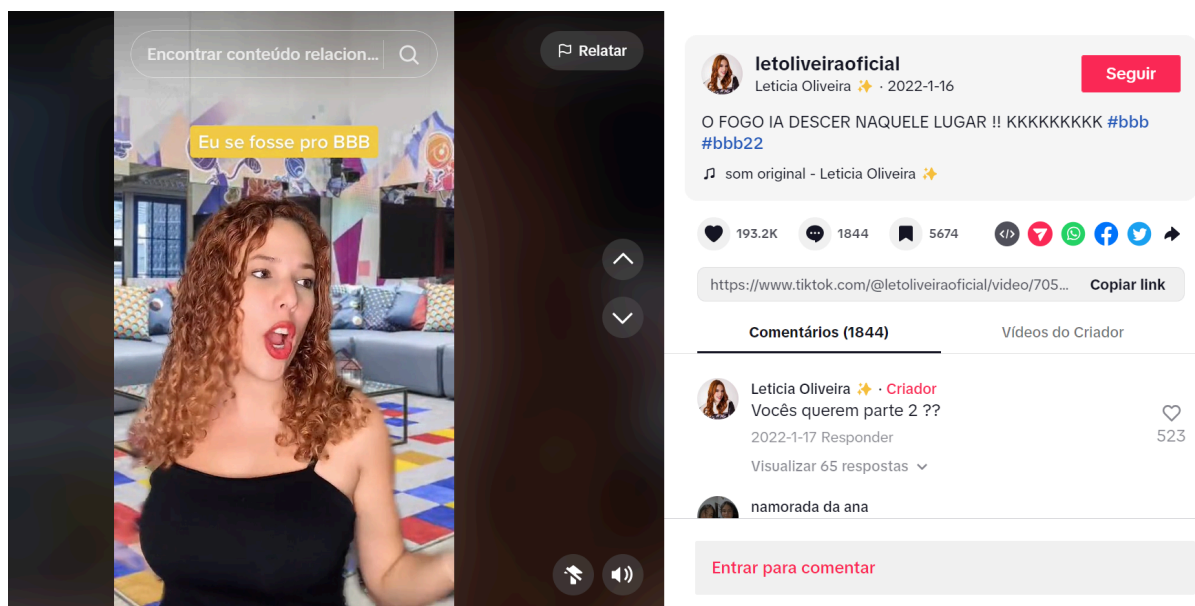 Encontrar conteúdo relacion...
Relatar
Eu se fosse pro BBB
letoliveiraoficial
Leticia Oliveira ✨ · 2022-1-16
Seguir
O FOGO IA DESCER NAQUELE LUGAR !! KKKKKKKKK #bbb
#bbb22
som original - Leticia Oliveira ✨
193.2K
1844
5674
https://www.tiktok.com/@letoliveiraoficial/video/705...
Copiar link
Comentários (1844)
Vídeos do Criador
Leticia Oliveira ✨ · Criador
Vocês querem parte 2 ??
2022-1-17 Responder
523
Visualizar 65 respostas
namorada da ana
Entrar para comentar